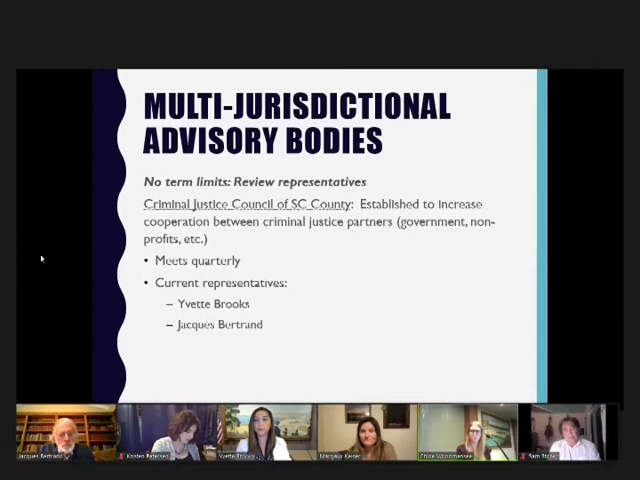 MULTI-JURISDICTIONAL
ADVISORY BODIES
No term limits: Review representatives
Criminal Justice Council of SC County: Established to increase
cooperation between criminal justice partners (government, non-
profits, etc.)
• Meets quarterly
• Current representatives:
– Yvette Brooks
– Jacques Bertrand
Jacques Bertrand
Kristen Petersen
Yvette Brooks
Margaux Keiser
Chloe Woodmansee
Sam Storey